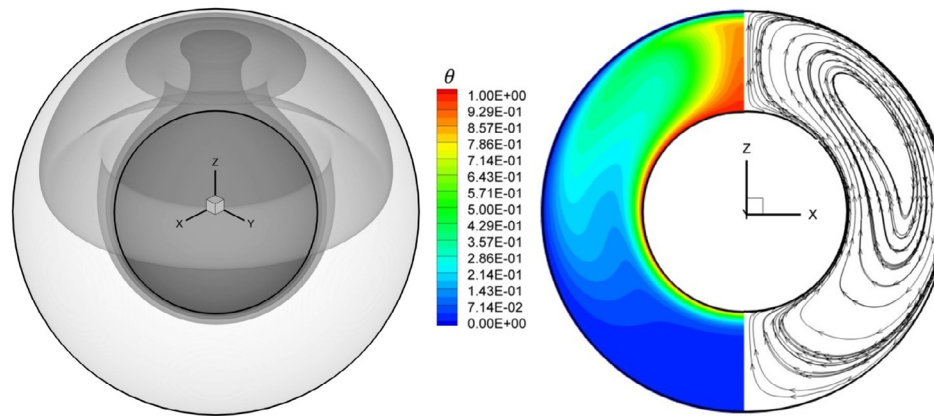 Z
X
Y
θ
1.00E+00
9.29E-01
8.57E-01
7.86E-01
7.14E-01
6.43E-01
5.71E-01
5.00E-01
4.29E-01
3.57E-01
2.86E-01
2.14E-01
1.43E-01
7.14E-02
0.00E+00
Z
Y
X